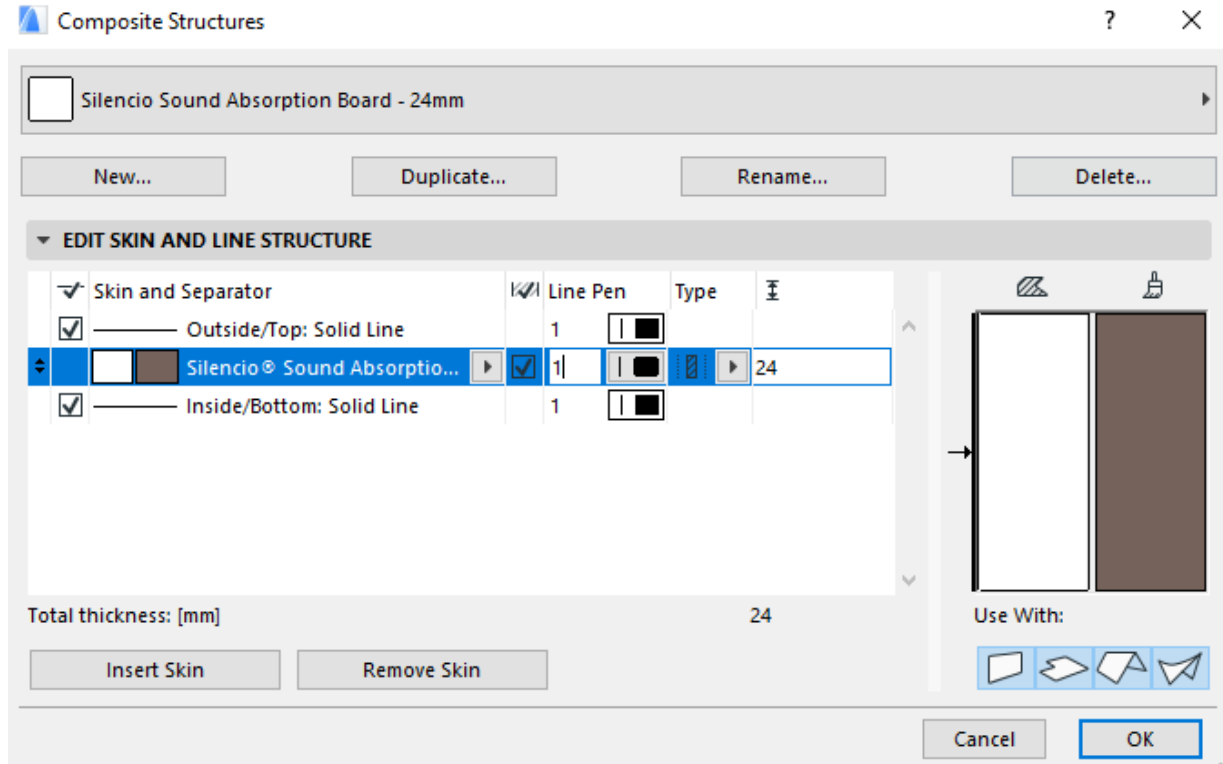 Composite Structures ? ×
Silencio Sound Absorption Board - 24mm
New... Duplicate... Rename... Delete...
EDIT SKIN AND LINE STRUCTURE
Skin and Separator Line Pen Type
Outside/Top: Solid Line 1
Silencio® Sound Absorptio... 1 24
Inside/Bottom: Solid Line 1
Total thickness: [mm] 24 Use With:
Insert Skin Remove Skin
Cancel OK